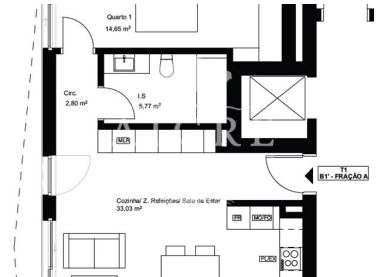 Quarto 1
14,65 m²
Circ.
2,80 m²
I.S
5,77 m²
MLR
T1
B1' - FRAÇÃO A
Cozinha/ Z. Refeições/ Sala de Estar
33,03 m²
FR
MO/FO
PL/EX